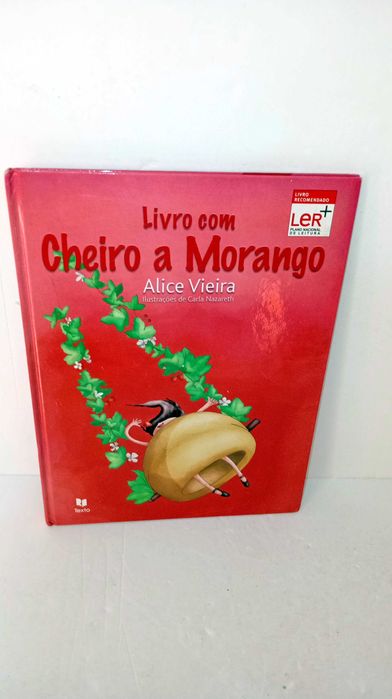 LIVRO
RECOMENDADO
LeR+
PLANO NACIONAL
DE LEITURA
Livro com
Cheiro a Morango
Alice Vieira
Ilustrações de Carla Nazareth
Texto